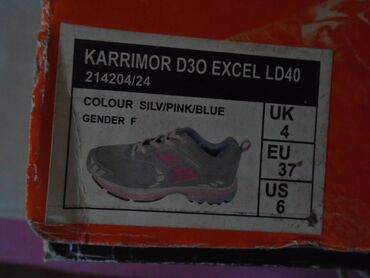 KARRIMOR D3O EXCEL LD40
214204/24
COLOUR SILV/PINK/BLUE
GENDER F
UK
4
EU
37
US
6